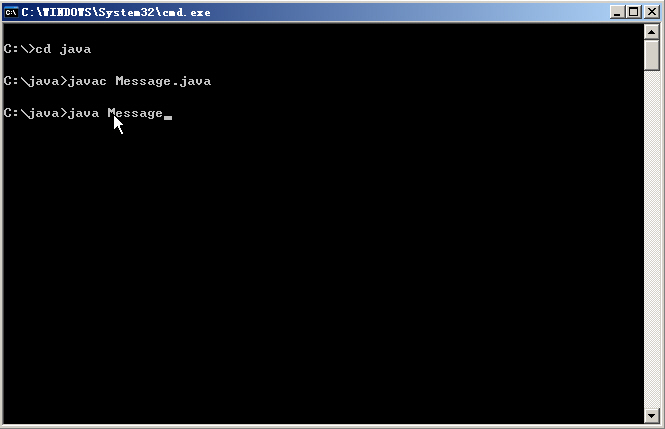 C:\WINDOWS\System32\cmd.exe
C:\>cd java
C:\java>javac Message.java
C:\java>java Message